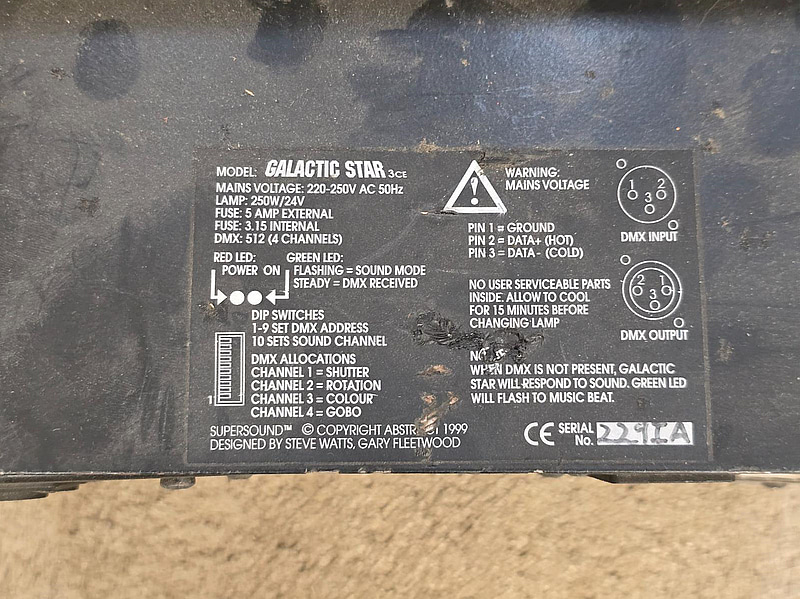 MODEL: GALACTIC STAR 3CE
MAINS VOLTAGE: 220-250V AC 50Hz
LAMP: 250W/24V
FUSE: 5 AMP EXTERNAL
FUSE: 3.15 INTERNAL
DMX: 512 (4 CHANNELS)
RED LED: GREEN LED:
POWER ON FLASHING = SOUND MODE
STEADY = DMX RECEIVED
DIP SWITCHES
1-9 SET DMX ADDRESS
10 SETS SOUND CHANNEL
DMX ALLOCATIONS
CHANNEL 1 = SHUTTER
CHANNEL 2 = ROTATION
CHANNEL 3 = COLOUR
1 CHANNEL 4 = GOBO
SUPERSOUND™ © COPYRIGHT ABSTRACT 1999
DESIGNED BY STEVE WATTS, GARY FLEETWOOD
! WARNING:
MAINS VOLTAGE
PIN 1 = GROUND
PIN 2 = DATA+ (HOT)
PIN 3 = DATA- (COLD)
1 2
3
DMX INPUT
NO USER SERVICEABLE PARTS
INSIDE. ALLOW TO COOL
FOR 15 MINUTES BEFORE
CHANGING LAMP
2 1
3
DMX OUTPUT
WHEN DMX IS NOT PRESENT, GALACTIC
STAR WILL RESPOND TO SOUND. GREEN LED
WILL FLASH TO MUSIC BEAT.
CE SERIAL
No. 2291A